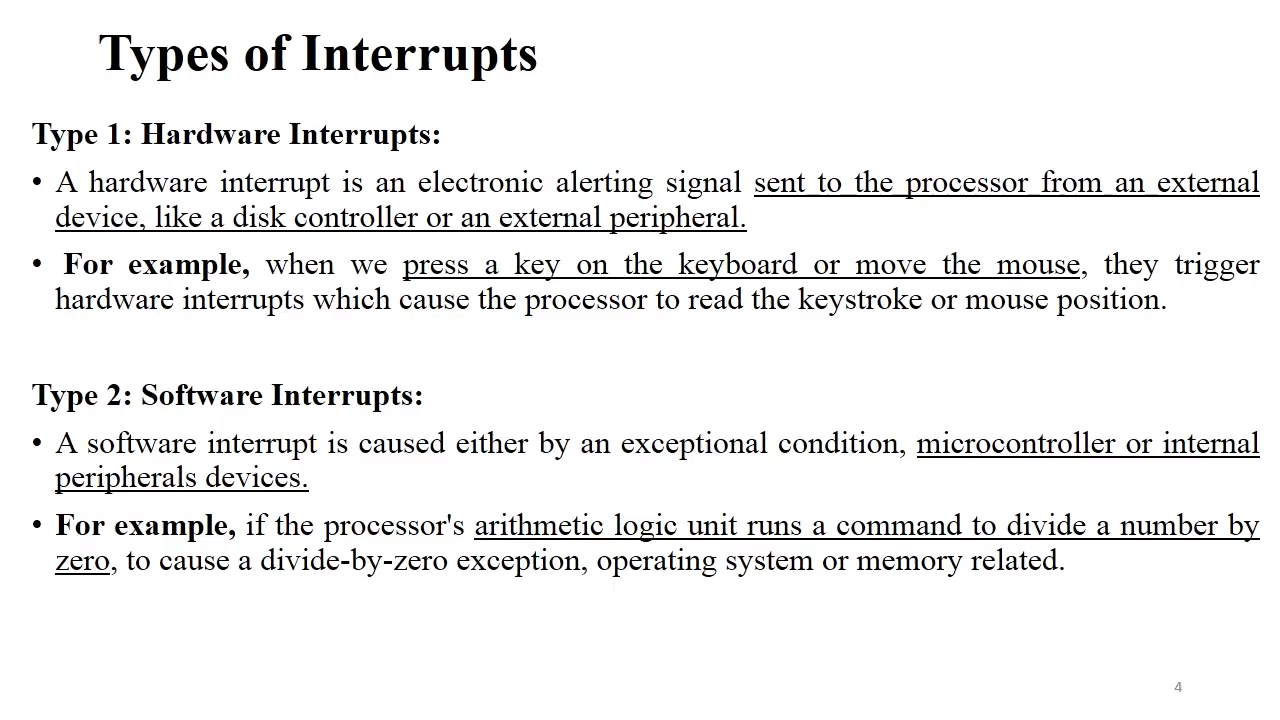 Types of Interrupts
Type 1: Hardware Interrupts:
• A hardware interrupt is an electronic alerting signal sent to the processor from an external
device, like a disk controller or an external peripheral.
• For example, when we press a key on the keyboard or move the mouse, they trigger
hardware interrupts which cause the processor to read the keystroke or mouse position.
Type 2: Software Interrupts:
• A software interrupt is caused either by an exceptional condition, microcontroller or internal
peripherals devices.
• For example, if the processor's arithmetic logic unit runs a command to divide a number by
zero, to cause a divide-by-zero exception, operating system or memory related.
4